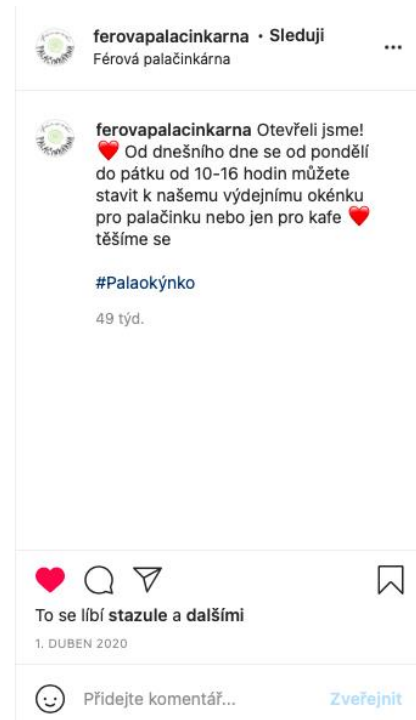 ferovapalacinkarna • Sleduji
Férová palačinkárna
ferovapalacinkarna Otevřeli jsme!
❤️ Od dnešního dne se od pondělí
do pátku od 10-16 hodin můžete
stavit k našemu výdejnímu okénku
pro palačinku nebo jen pro kafe ❤️
těšíme se
#Palaokýnko
49 týd.
To se líbí stazule a dalšími
1. DUBEN 2020
Přidejte komentář...
Zveřejnit